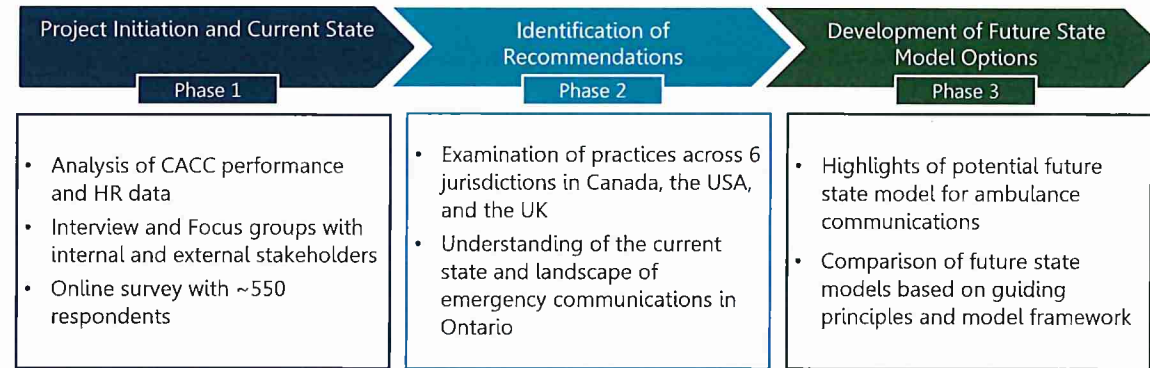 Project Initiation and Current State
Phase 1
Identification of
Recommendations
Phase 2
Development of Future State
Model Options
Phase 3
• Analysis of CACC performance
and HR data
• Interview and Focus groups with
internal and external stakeholders
• Online survey with ~550
respondents
• Examination of practices across 6
jurisdictions in Canada, the USA,
and the UK
• Understanding of the current
state and landscape of
emergency communications in
Ontario
• Highlights of potential future
state model for ambulance
communications
• Comparison of future state
models based on guiding
principles and model framework